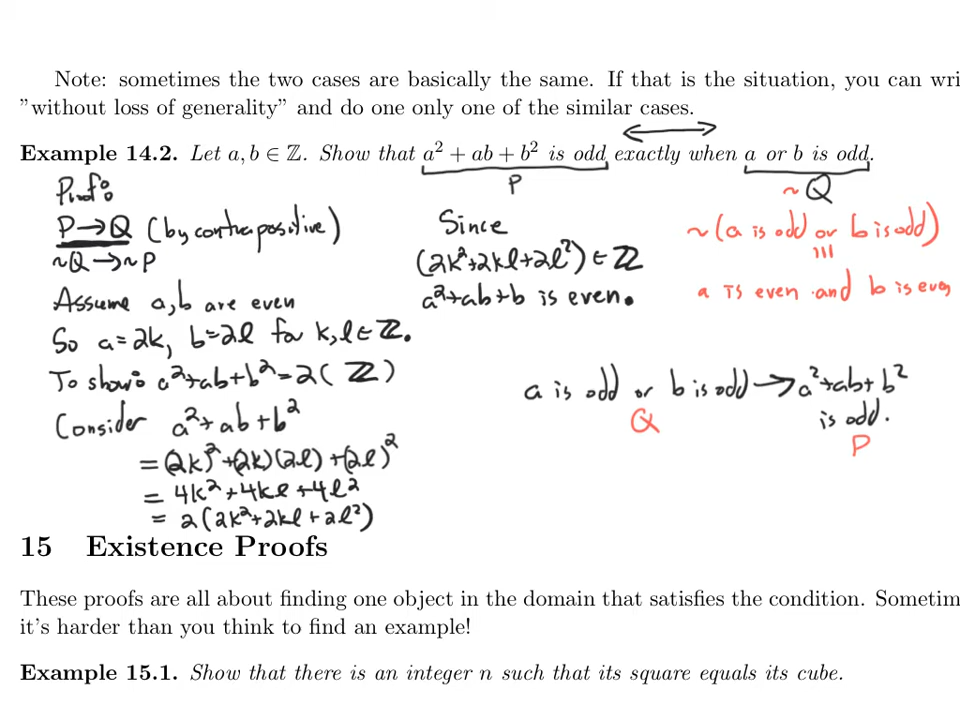 Note: sometimes the two cases are basically the same. If that is the situation, you can wri
"without loss of generality" and do one only one of the similar cases.
Example 14.2. Let a, b ∈ ℤ. Show that a² + ab + b² is odd exactly when a or b is odd.
P
~Q
Proof:
P→Q (by contrapositive)
~Q→~P
Assume a,b are even
So a=2k, b=2l for k,l∈ℤ.
To show: a²+ab+b²=2( ℤ )
Consider a²+ab+b²
=(2k)²+(2k)(2l)+(2l)²
= 4k²+4kl+4l²
= 2(2k²+2kl+2l²)
Since
(2k²+2kl+2l²)∈ℤ
a²+ab+b is even.
~(a is odd or b is odd)
≡
a is even and b is even
a is odd or b is odd→a²+ab+b²
is odd.
Q
P
15 Existence Proofs
These proofs are all about finding one object in the domain that satisfies the condition. Sometim
it's harder than you think to find an example!
Example 15.1. Show that there is an integer n such that its square equals its cube.